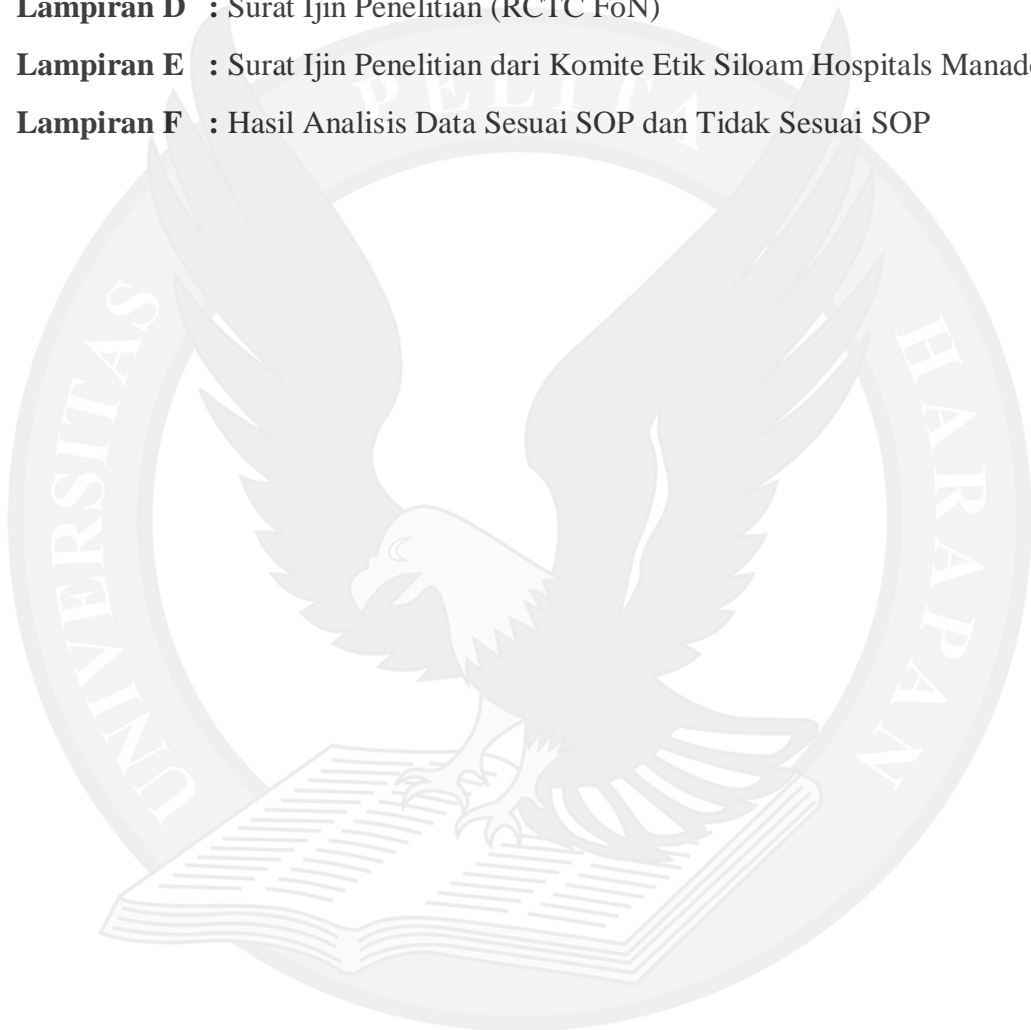 Lampiran D : Surat Ijin Penelitian (RCTC FoN)
Lampiran E : Surat Ijin Penelitian dari Komite Etik Siloam Hospitals Manado
Lampiran F : Hasil Analisis Data Sesuai SOP dan Tidak Sesuai SOP
UNIVERSITAS PELITA HARAPAN